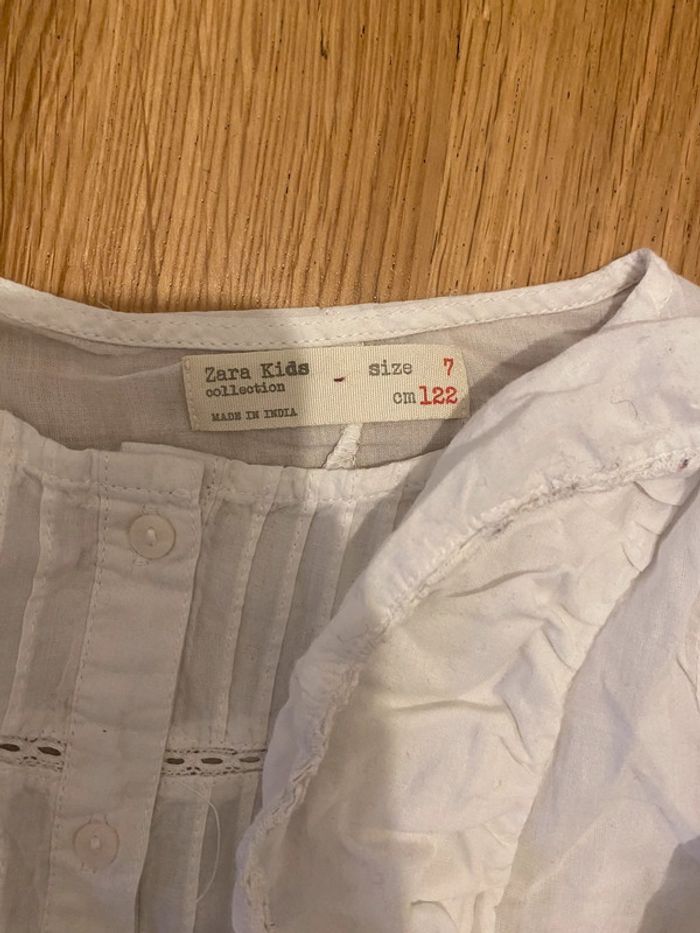 Zara Kids - size 7
collection cm 122
MADE IN INDIA